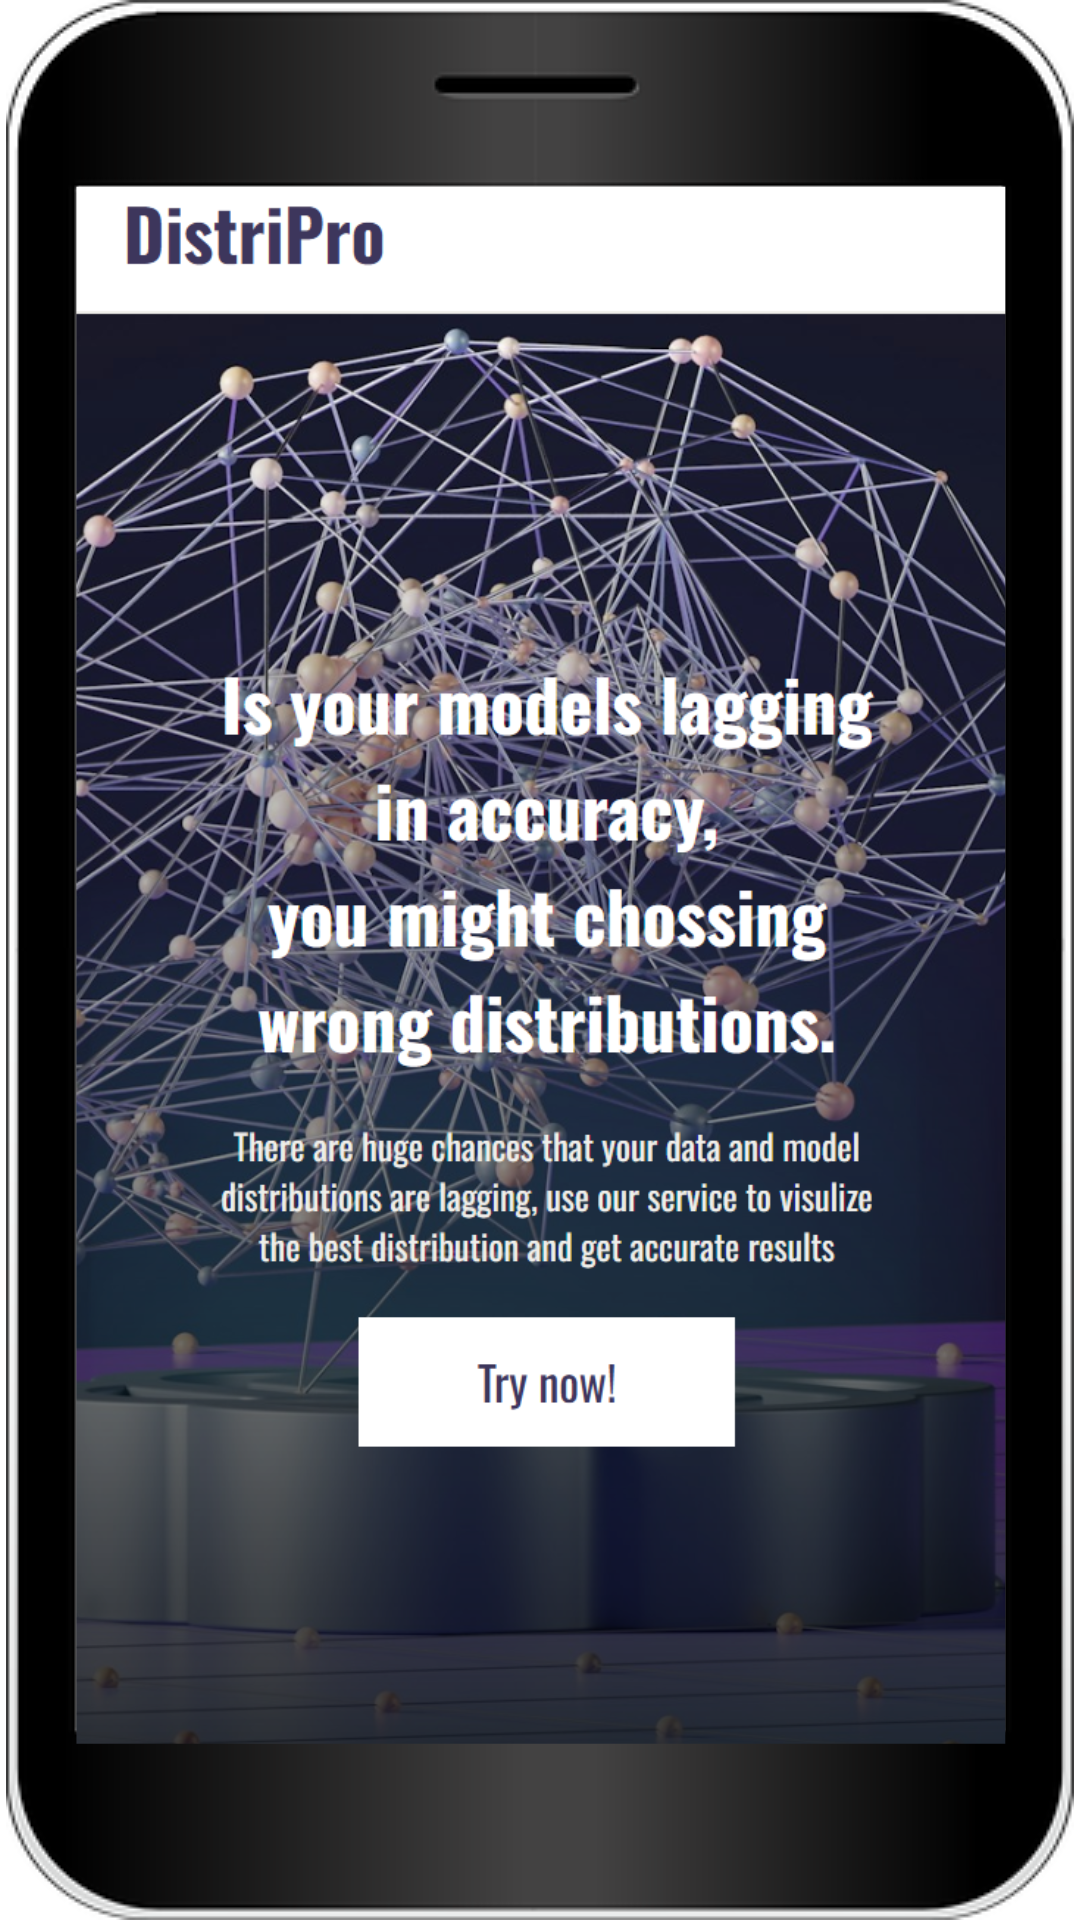 DistriPro
Is your models lagging
in accuracy,
you might chossing
wrong distributions.
There are huge chances that your data and model
distributions are lagging, use our service to visulize
the best distribution and get accurate results
Try now!